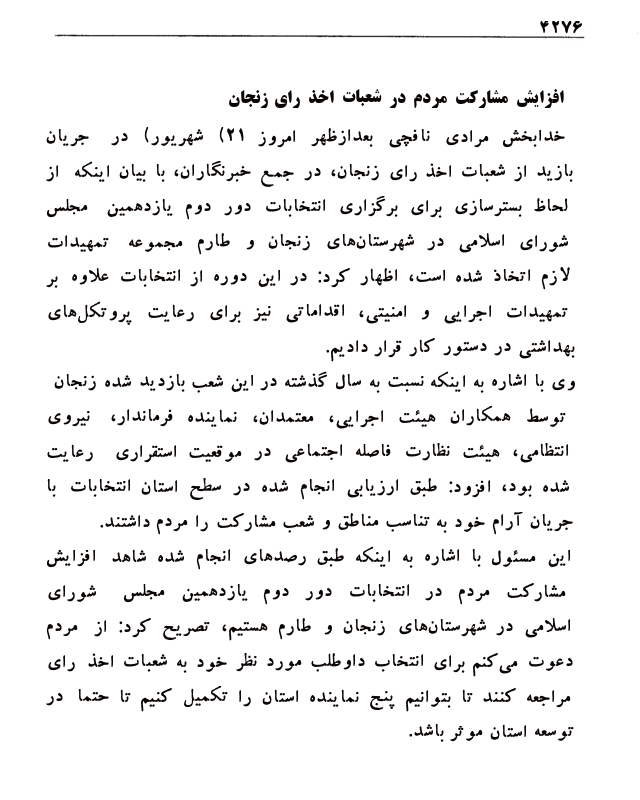 ۴۲۷۶
افزایش مشارکت مردم در شعبات اخذ رای زنجان
خدابخش مرادی نافچی بعدازظهر امروز ۲۱) شهریور) در جریان
بازید از شعبات اخذ رای زنجان، در جمع خبرنگاران، با بیان اینکه از
لحاظ بسترسازی برای برگزاری انتخابات دور دوم یازدهمین مجلس
شورای اسلامی در شهرستان‌های زنجان و طارم مجموعه تمهیدات
لازم اتخاذ شده است، اظهار کرد: در این دوره از انتخابات علاوه بر
تمهیدات اجرایی و امنیتی، اقداماتی نیز برای رعایت پروتکل‌های
بهداشتی در دستور کار قرار دادیم.
وی با اشاره به اینکه نسبت به سال گذشته در این شعب بازدید شده زنجان
توسط همکاران هیئت اجرایی، معتمدان، نماینده فرماندار، نیروی
انتظامی، هیئت نظارت فاصله اجتماعی در موقعیت استقراری رعایت
شده بود، افزود: طبق ارزیابی انجام شده در سطح استان انتخابات با
جریان آرام خود به تناسب مناطق و شعب مشارکت را مردم داشتند.
این مسئول با اشاره به اینکه طبق رصدهای انجام شده شاهد افزایش
مشارکت مردم در انتخابات دور دوم یازدهمین مجلس شورای
اسلامی در شهرستان‌های زنجان و طارم هستیم، تصریح کرد: از مردم
دعوت می‌کنم برای انتخاب داوطلب مورد نظر خود به شعبات اخذ رای
مراجعه کنند تا بتوانیم پنج نماینده استان را تکمیل کنیم تا حتما در
توسعه استان موثر باشد.